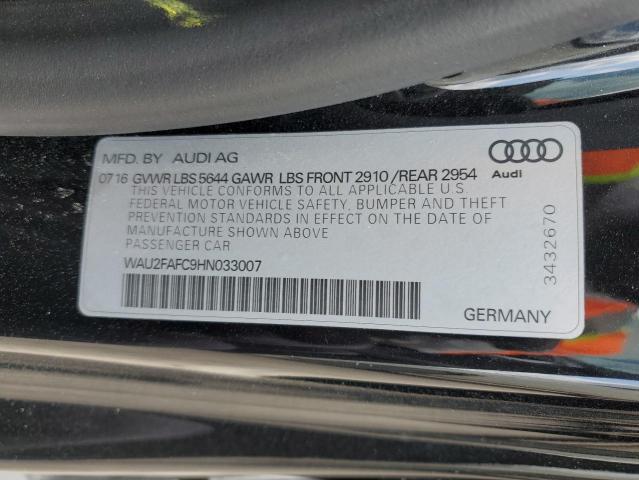 MFD. BY AUDI AG
07 16 GVWR LBS 5644 GAWR LBS FRONT 2910 / REAR 2954
THIS VEHICLE CONFORMS TO ALL APPLICABLE U.S.
FEDERAL MOTOR VEHICLE SAFETY, BUMPER AND THEFT
PREVENTION STANDARDS IN EFFECT ON THE DATE OF
MANUFACTURE SHOWN ABOVE
PASSENGER CAR
WAU2FAFC9HN033007
Audi
3432670
GERMANY